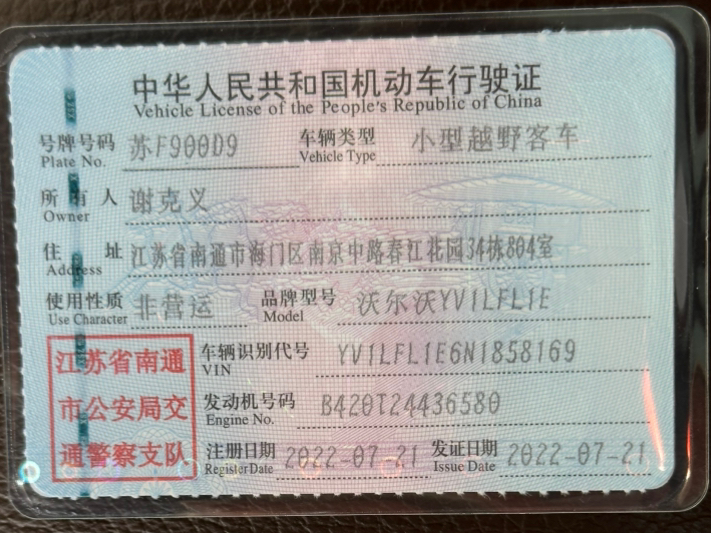 中华人民共和国机动车行驶证
Vehicle License of the People's Republic of China
号牌号码 苏F900D9 车辆类型 小型越野客车
Plate No. Vehicle Type
所有人 谢克义
Owner
住址 江苏省南通市海门区南京中路春江花园34栋804室
Address
使用性质 非营运 品牌型号 沃尔沃YV1LFL1E
Use Character Model
江苏省南通 车辆识别代号 YV1LFL1E6N1858169
VIN
市公安局交 发动机号码 B420T24436580
Engine No.
通警察支队 注册日期 2022-07-21 发证日期 2022-07-21
Register Date Issue Date